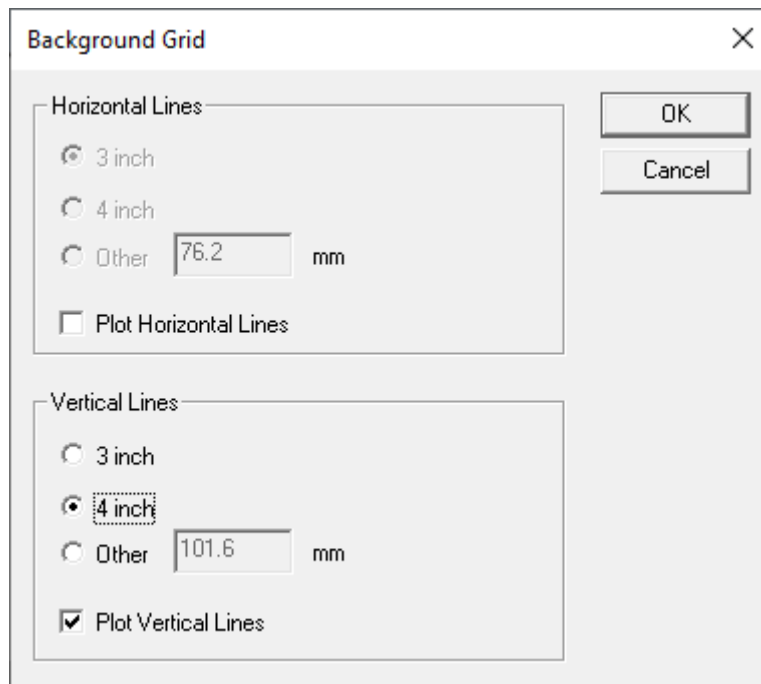 Background Grid
Horizontal Lines
OK
3 inch
Cancel
4 inch
Other 76.2 mm
Plot Horizontal Lines
Vertical Lines
3 inch
4 inch
Other 101.6 mm
Plot Vertical Lines